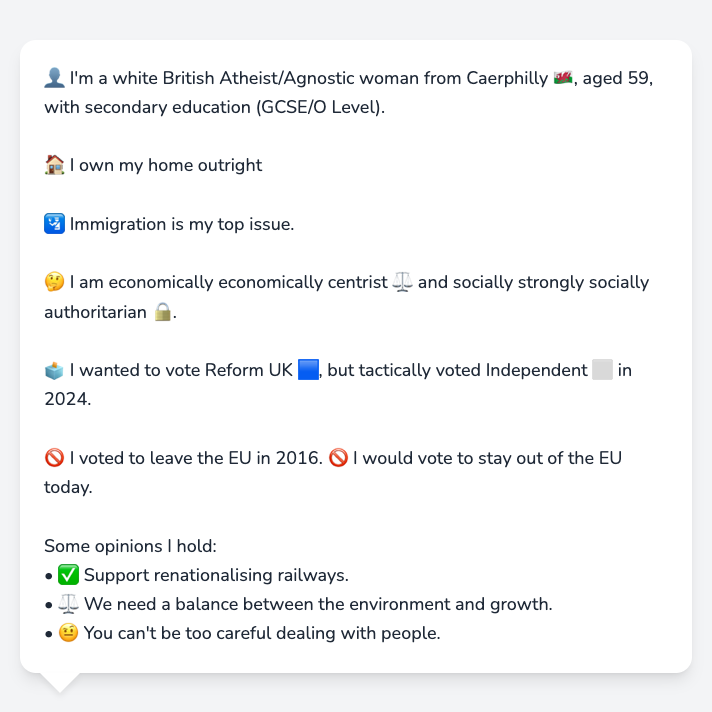 👤 I'm a white British Atheist/Agnostic woman from Caerphilly 🏴󠁧󠁢󠁷󠁬󠁳󠁿, aged 59,
with secondary education (GCSE/O Level).
🏠 I own my home outright
🛂 Immigration is my top issue.
🤔 I am economically economically centrist ⚖️ and socially strongly socially
authoritarian 🔒.
🗳️ I wanted to vote Reform UK 🟦, but tactically voted Independent ⬜ in
2024.
🚫 I voted to leave the EU in 2016. 🚫 I would vote to stay out of the EU
today.
Some opinions I hold:
• ✅ Support renationalising railways.
• ⚖️ We need a balance between the environment and growth.
• 🤨 You can't be too careful dealing with people.